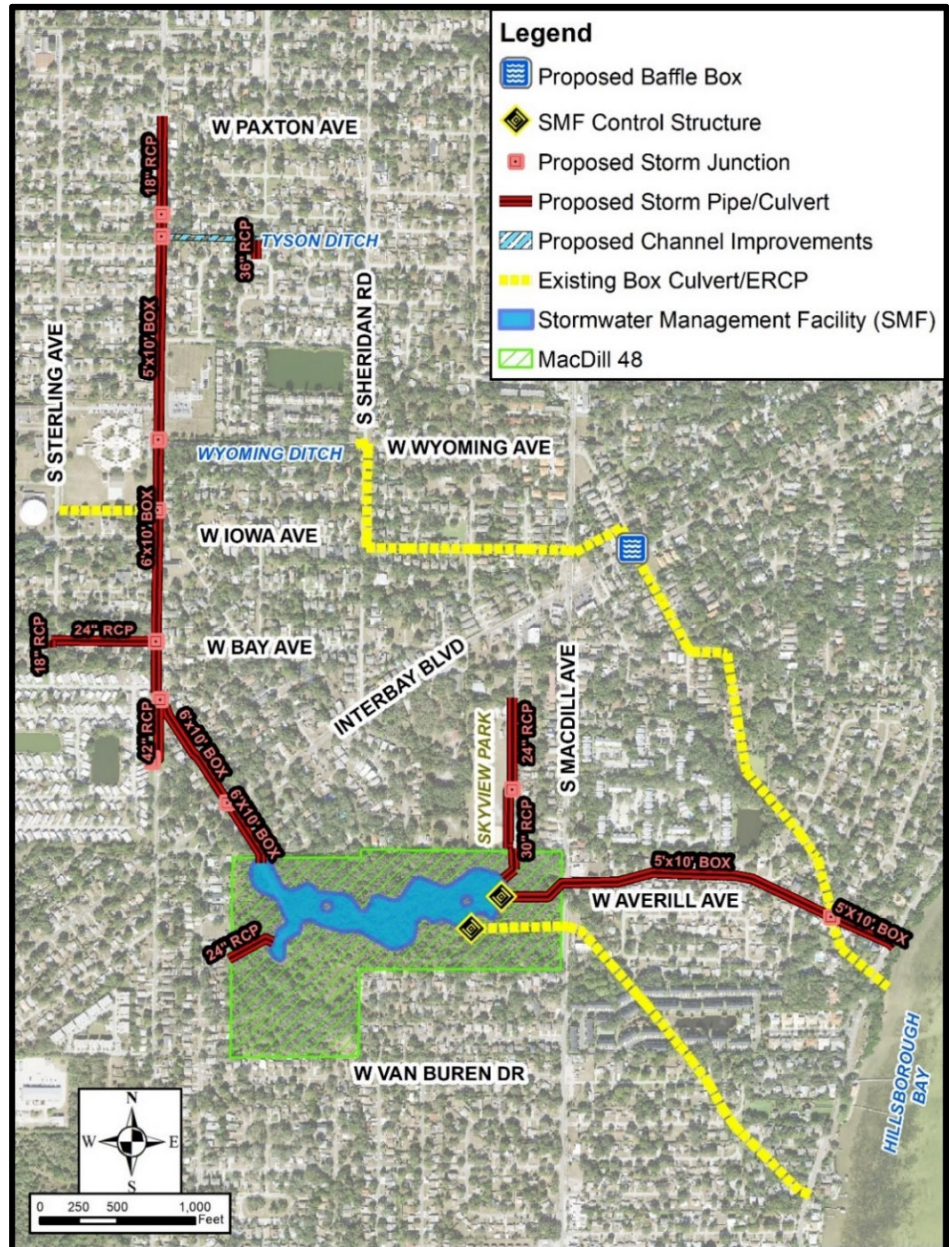 Legend
Proposed Baffle Box
SMF Control Structure
Proposed Storm Junction
Proposed Storm Pipe/Culvert
Proposed Channel Improvements
Existing Box Culvert/ERCP
Stormwater Management Facility (SMF)
MacDill 48
W PAXTON AVE
18" RCP
TYSON DITCH
36" RCP
S SHERIDAN RD
5'x10' BOX
S STERLING AVE
WYOMING DITCH
W WYOMING AVE
6'x10' BOX
W IOWA AVE
24" RCP
18" RCP
W BAY AVE
INTERBAY BLVD
S MACDILL AVE
42" RCP
6'x10' BOX
6'X10' BOX
SKYVIEW PARK
24" RCP
30" RCP
5'x10' BOX
W AVERILL AVE
5'X10' BOX
24" RCP
W VAN BUREN DR
HILLSBOROUGH
BAY
N
W
E
S
0 250 500 1,000
Feet